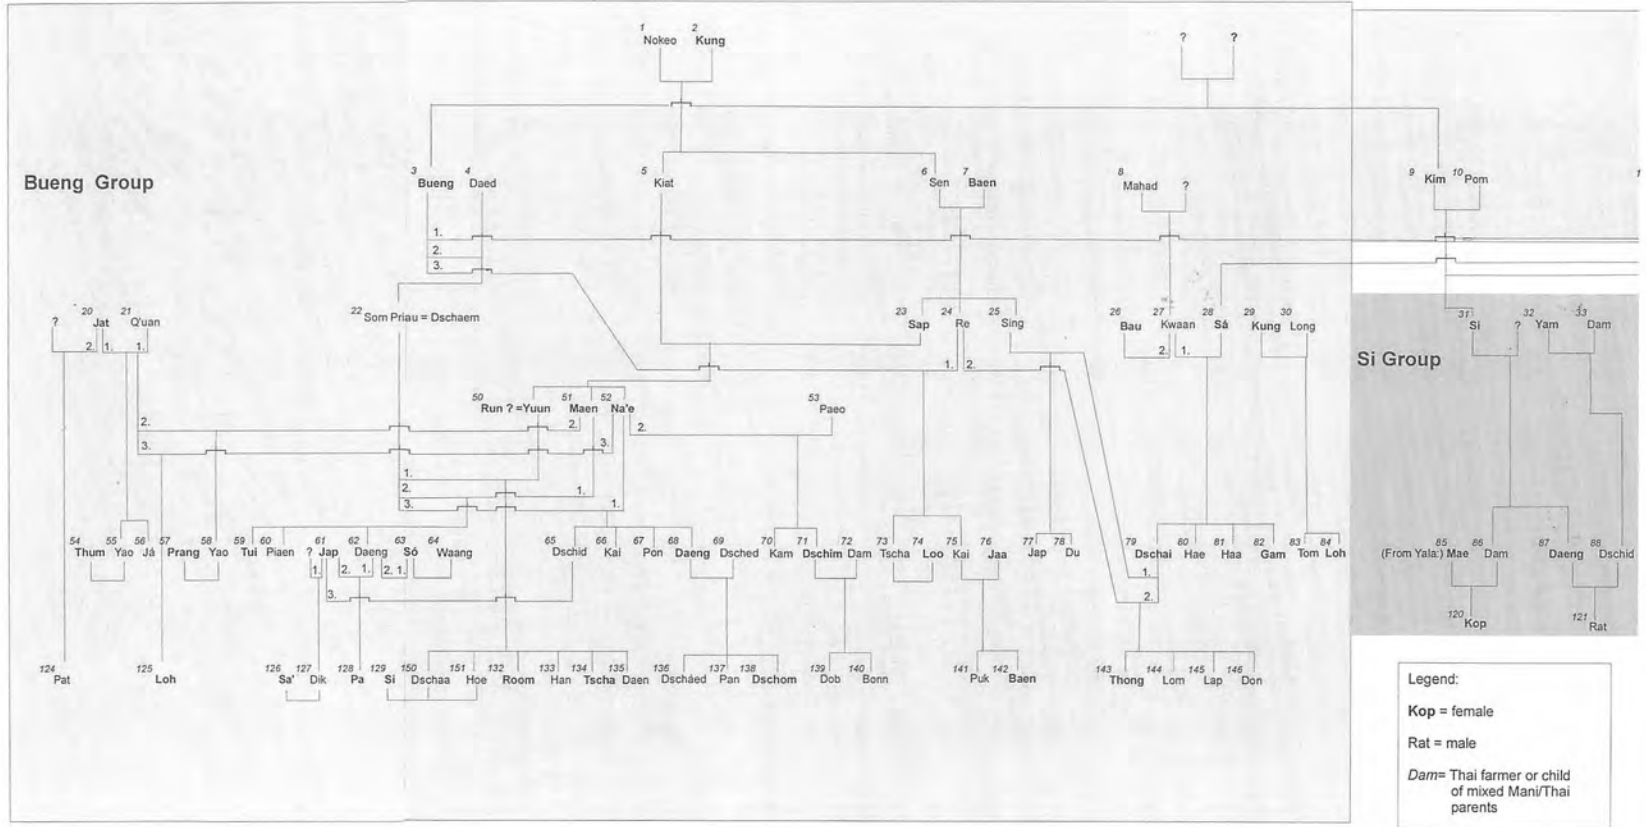 1 2
Nokeo Kung ? ?
Bueng Group
3 Bueng 4 Daed 5 Kiat 6 Sen 7 Baen 8 Mahad ? 9 Kim 10 Pom 1
1.
2.
3.
? 20 Jat 21 Q'uan 22 Som Priau = Dschaem 23 Sap 24 Re 25 Sing 26 Bau 27 Kwaan 28 Sá 29 Kung 30 Long 31 Si ? 32 Yam 33 Dam
2. 1. 1. 2. 1.
Si Group
1. 2.
50 Run ? =Yuun 51 Maen 52 Na'e 53 Paeo
2. 2. 2.
3. 3.
1.
2. 1.
3. 1.
54 Thum 55 Yao 56 Já 57 Prang 58 Yao 59 Tui 60 Piaen ? 61 Jap 62 Daeng 63 Só 64 Waang 65 Dschid 66 Kai 67 Pon 68 Daeng 69 Dsched 70 Kam 71 Dschim 72 Dam 73 Tscha 74 Loo 75 Kai 76 Jaa 77 Jap 78 Du 79 Dschai 80 Hae 81 Haa 82 Gam 83 Tom 84 Loh (From Yala:) 85 Mae 86 Dam 87 Daeng 88 Dschid
1. 2. 1. 2. 1. 1.
3. 2.
120 Kop 121 Rat
124 Pat 125 Loh 126 Sa' 127 Dik 128 Pa 129 Si 150 Dschaa 151 Hoe 132 Room 133 Han 134 Tscha 135 Daen 136 Dscháed 137 Pan 138 Dschom 139 Dob 140 Bonn 141 Puk 142 Baen 143 Thong 144 Lom 145 Lap 146 Don
Legend:
Kop = female
Rat = male
Dam= Thai farmer or child
of mixed Mani/Thai
parents